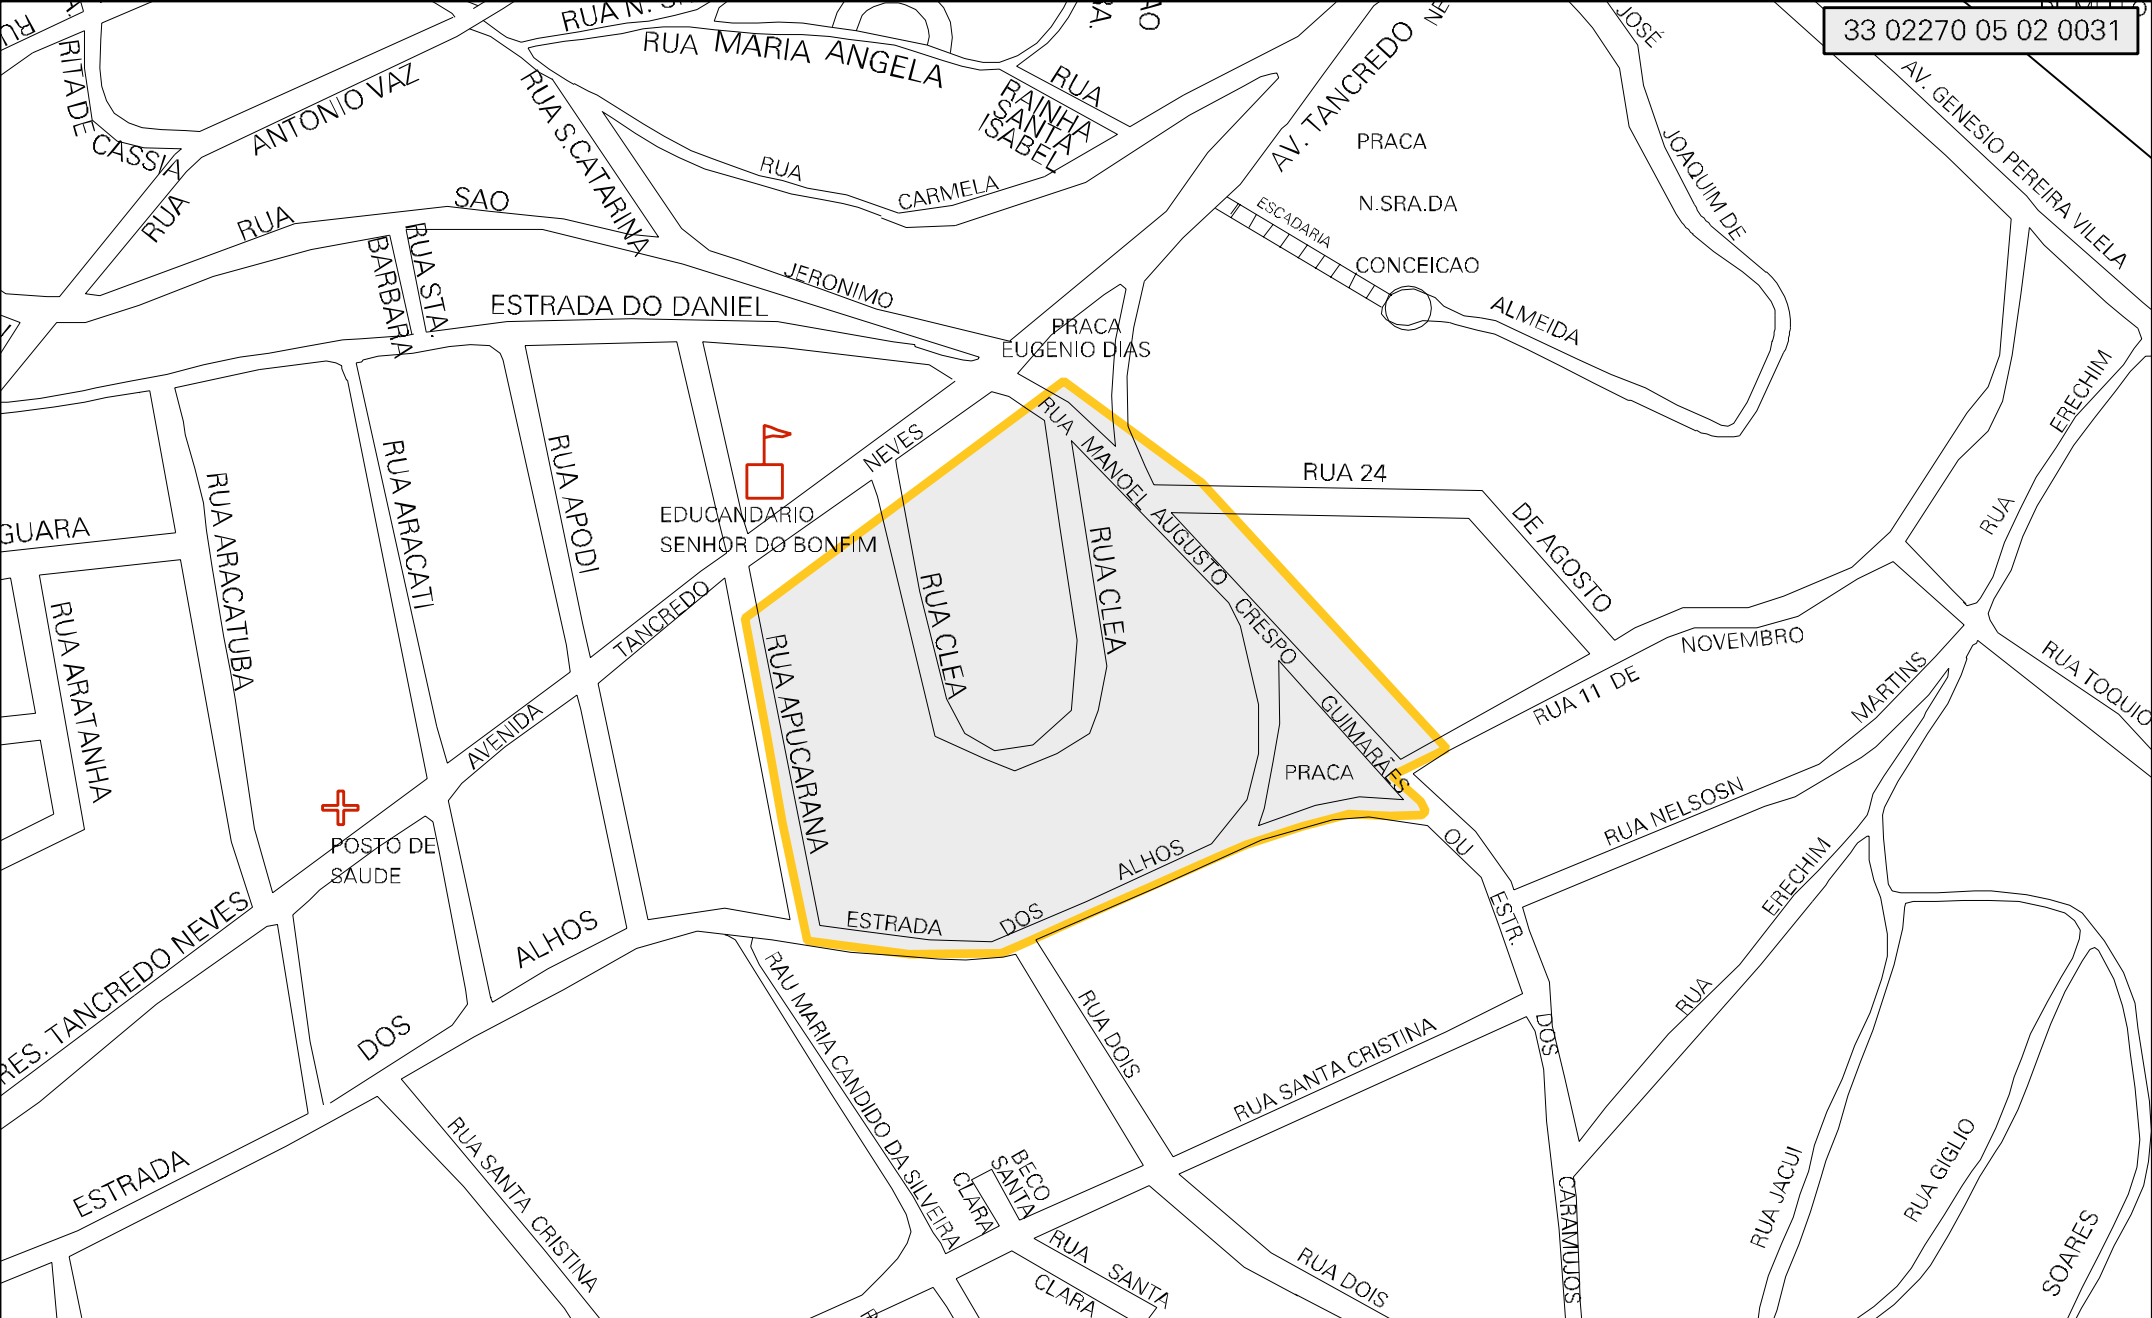 33 02270 05 02 0031
RUA N.
RUA MARIA ANGELA
RUA
RITA DE
CASSIA
ANTONIO VAZ
RUA
RUA S.CATARINA
RUA
RAINHA
SANTA
ISABEL
RUA
CARMELA
AV. TANCREDO
NE
JOSÉ
JOAQUIM DE
ALMEIDA
AV. GENESIO PEREIRA VILELA
PRACA
N.SRA.DA
CONCEICAO
ESCADARIA
RUA
SAO
JERONIMO
RUA STA.
BARBARA
ESTRADA DO DANIEL
PRACA
EUGENIO DIAS
ERECHIM
RUA
GUARA
RUA ARACATUBA
RUA ARACATI
RUA APODI
RUA ARATANHA
EDUCANDARIO
SENHOR DO BONFIM
NEVES
TANCREDO
AVENIDA
RUA MANOEL AUGUSTO CRESPO GUIMARÃES
RUA CLEA
RUA CLEA
RUA 24
DE AGOSTO
RUA 11 DE
NOVEMBRO
RUA APUCARANA
PRACA
MARTINS
RUA NELSOSN
RUA TOQUIO
POSTO DE
SAUDE
RES. TANCREDO NEVES
ESTRADA
DOS
ALHOS
ESTRADA
DOS
ALHOS
OU
ESTR.
DOS
CARAMUJOS
ERECHIM
RUA
RAU MARIA CANDIDO DA SILVEIRA
RUA DOIS
RUA SANTA CRISTINA
RUA SANTA CRISTINA
BECO
SANTA
CLARA
RUA SANTA
CLARA
RUA DOIS
RUA JACUI
RUA GIGLIO
SOARES